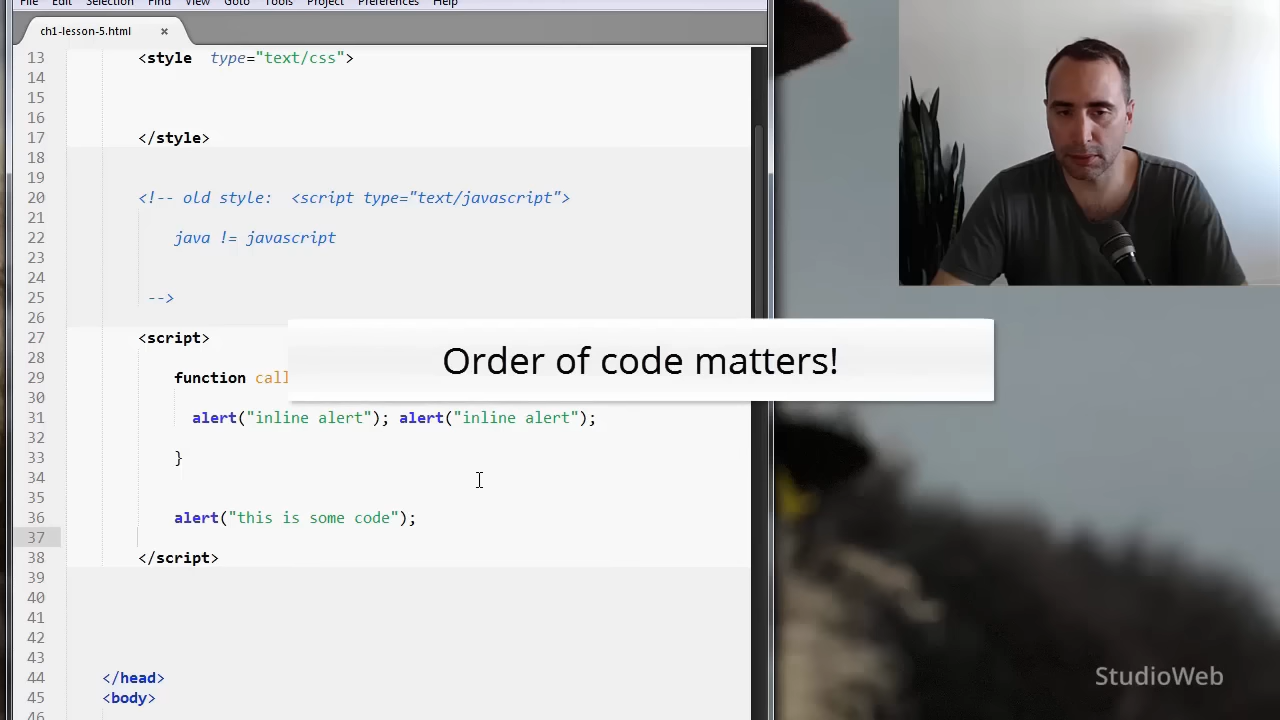 File Edit Selection Find View Goto Tools Project Preferences Help
ch1-lesson-5.html ×
13 <style  type="text/css">
14
15
16
17 </style>
18
19
20 <!-- old style:  <script type="text/javascript">
21
22 java != javascript
23
24
25 -->
26
27 <script>
28
Order of code matters!
29 function call
30
31 alert("inline alert"); alert("inline alert");
32
33 }
34
35
36 alert("this is some code");
37
38 </script>
39
40
41
42
43
44 </head>
StudioWeb
45 <body>
46